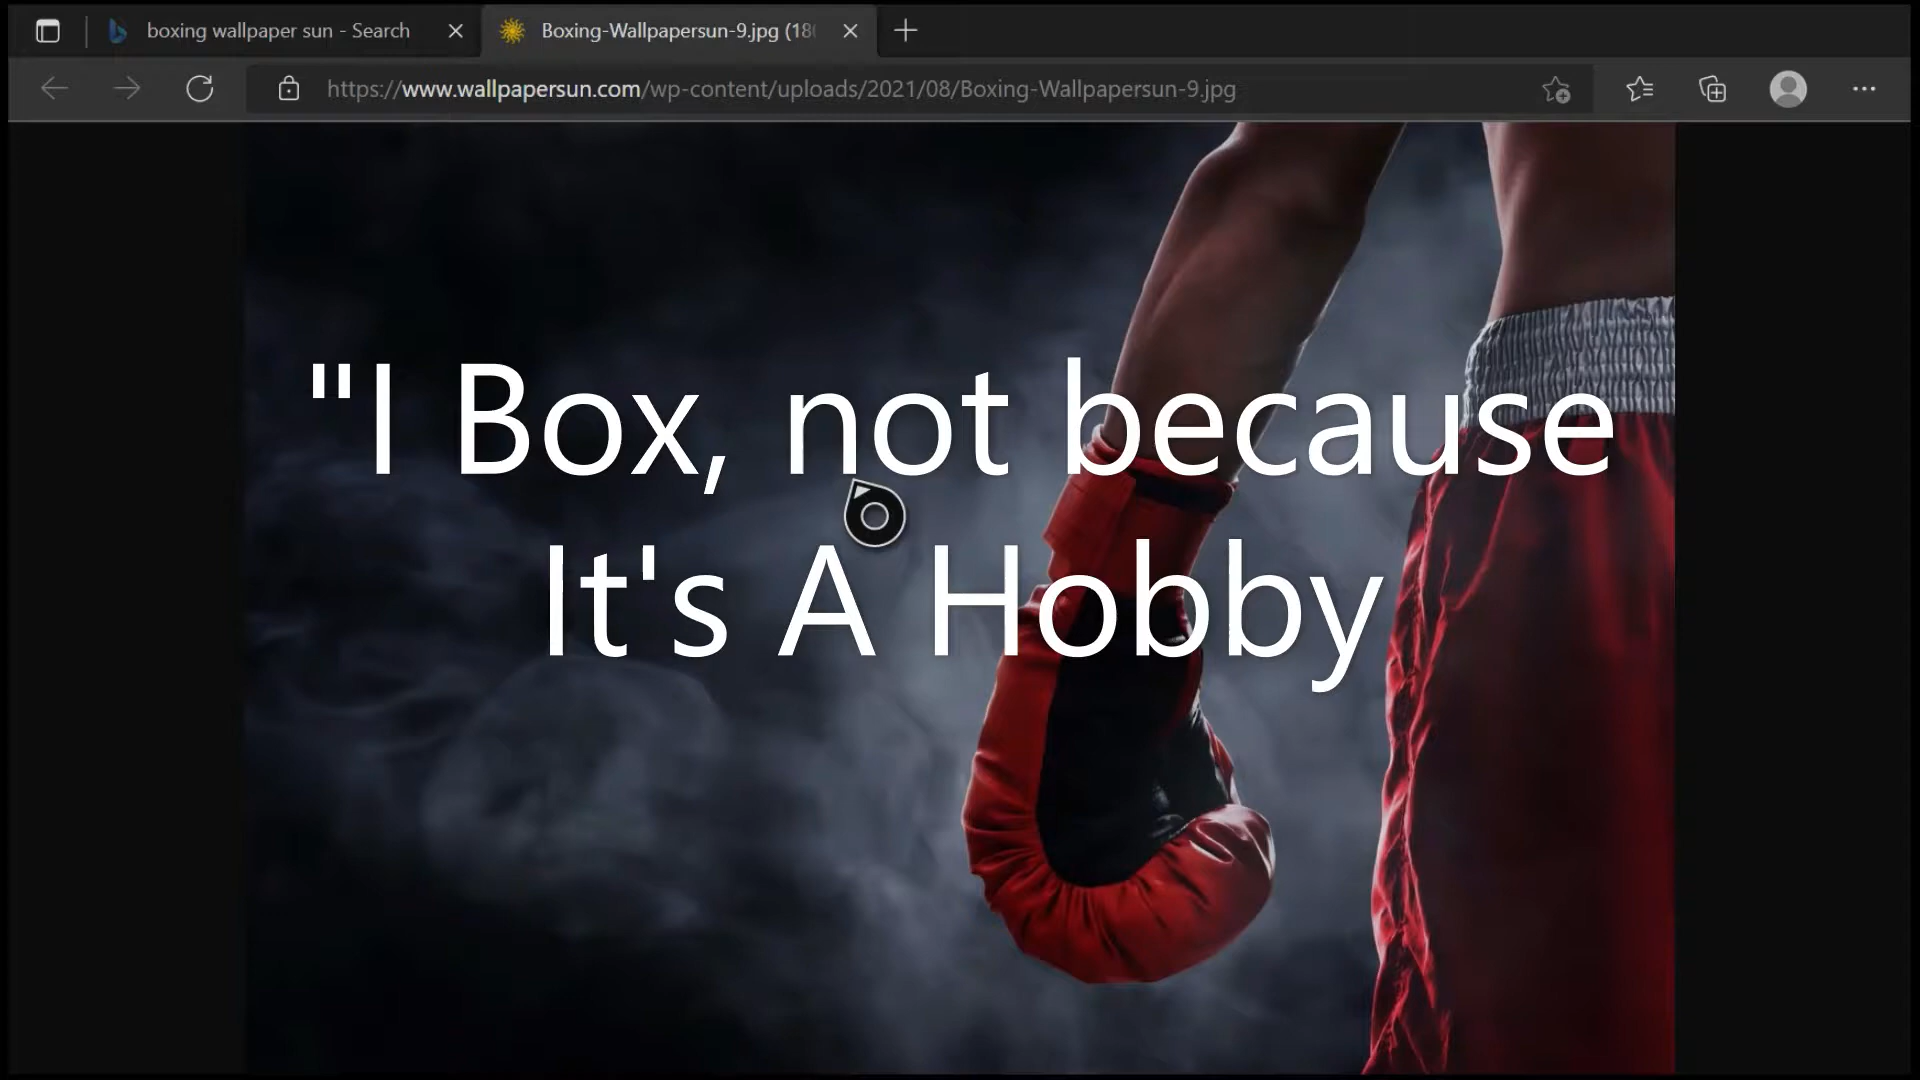 boxing wallpaper sun - Search
Boxing-Wallpapersun-9.jpg (180
https://www.wallpapersun.com/wp-content/uploads/2021/08/Boxing-Wallpapersun-9.jpg
"I Box, not because
It's A Hobby